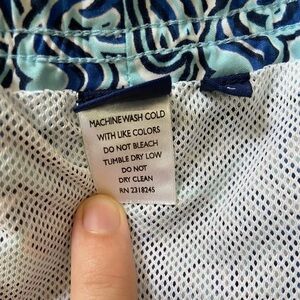 MACHINE WASH COLD
WITH LIKE COLORS
DO NOT BLEACH
TUMBLE DRY LOW
DO NOT
DRY CLEAN
RN 2318245